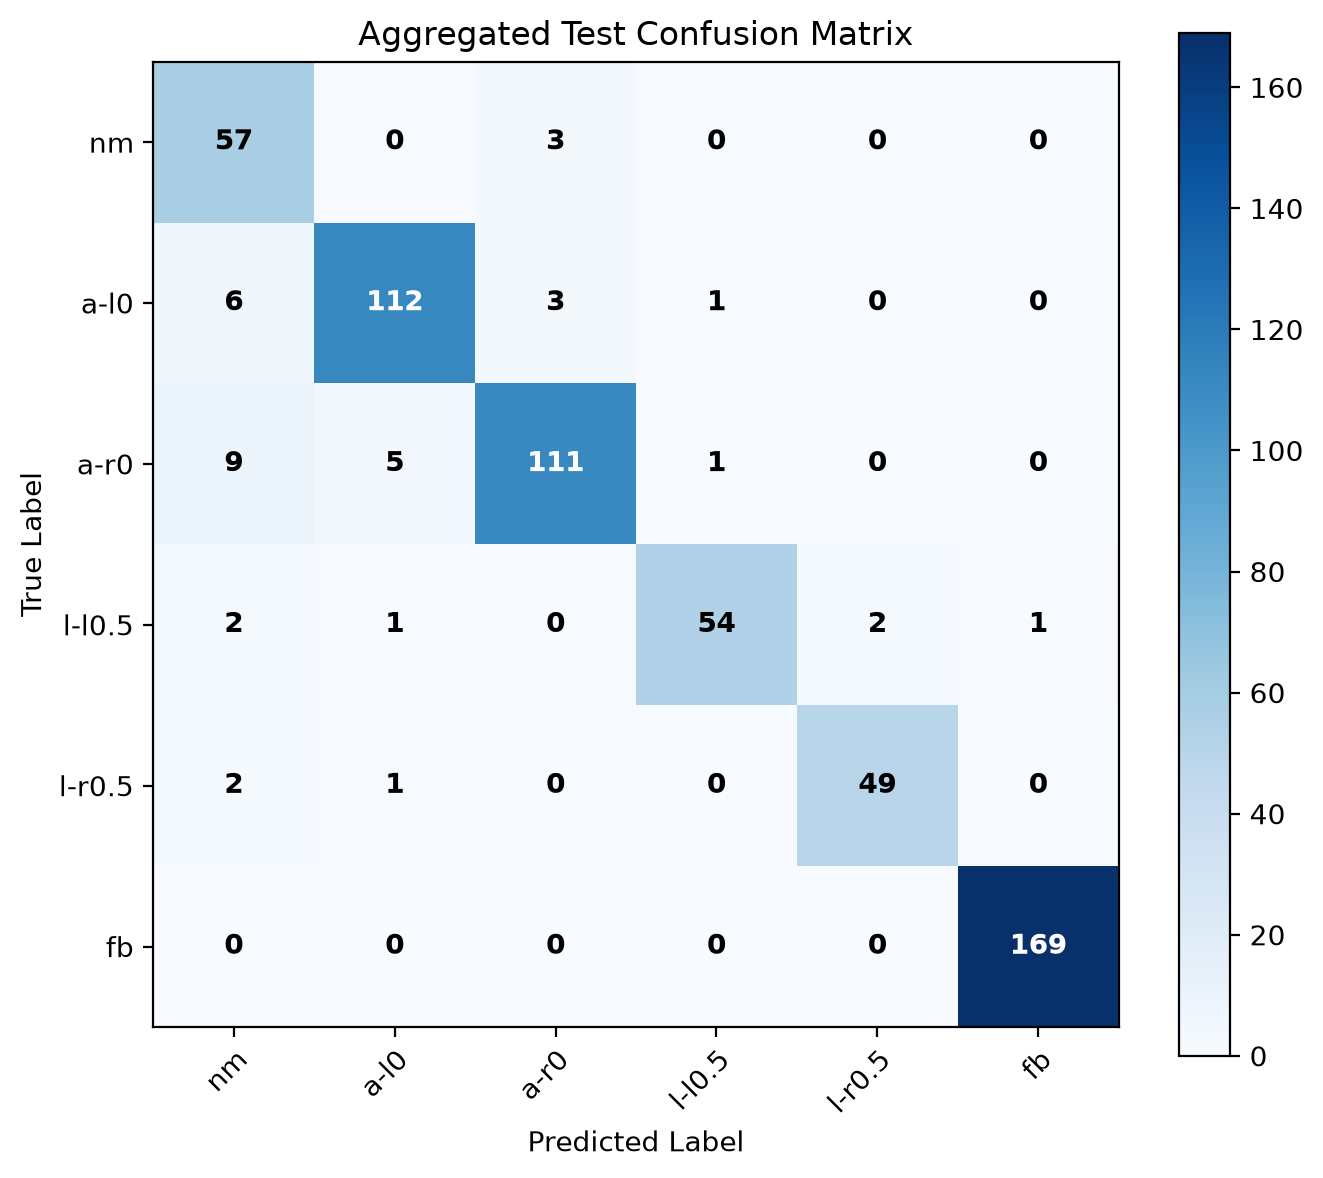 Aggregated Test Confusion Matrix
nm 57 0 3 0 0 0
a-l0 6 112 3 1 0 0
a-r0 9 5 111 1 0 0
l-l0.5 2 1 0 54 2 1
l-r0.5 2 1 0 0 49 0
fb 0 0 0 0 0 169
nm a-l0 a-r0 l-l0.5 l-r0.5 fb
Predicted Label
True Label
160
140
120
100
80
60
40
20
0